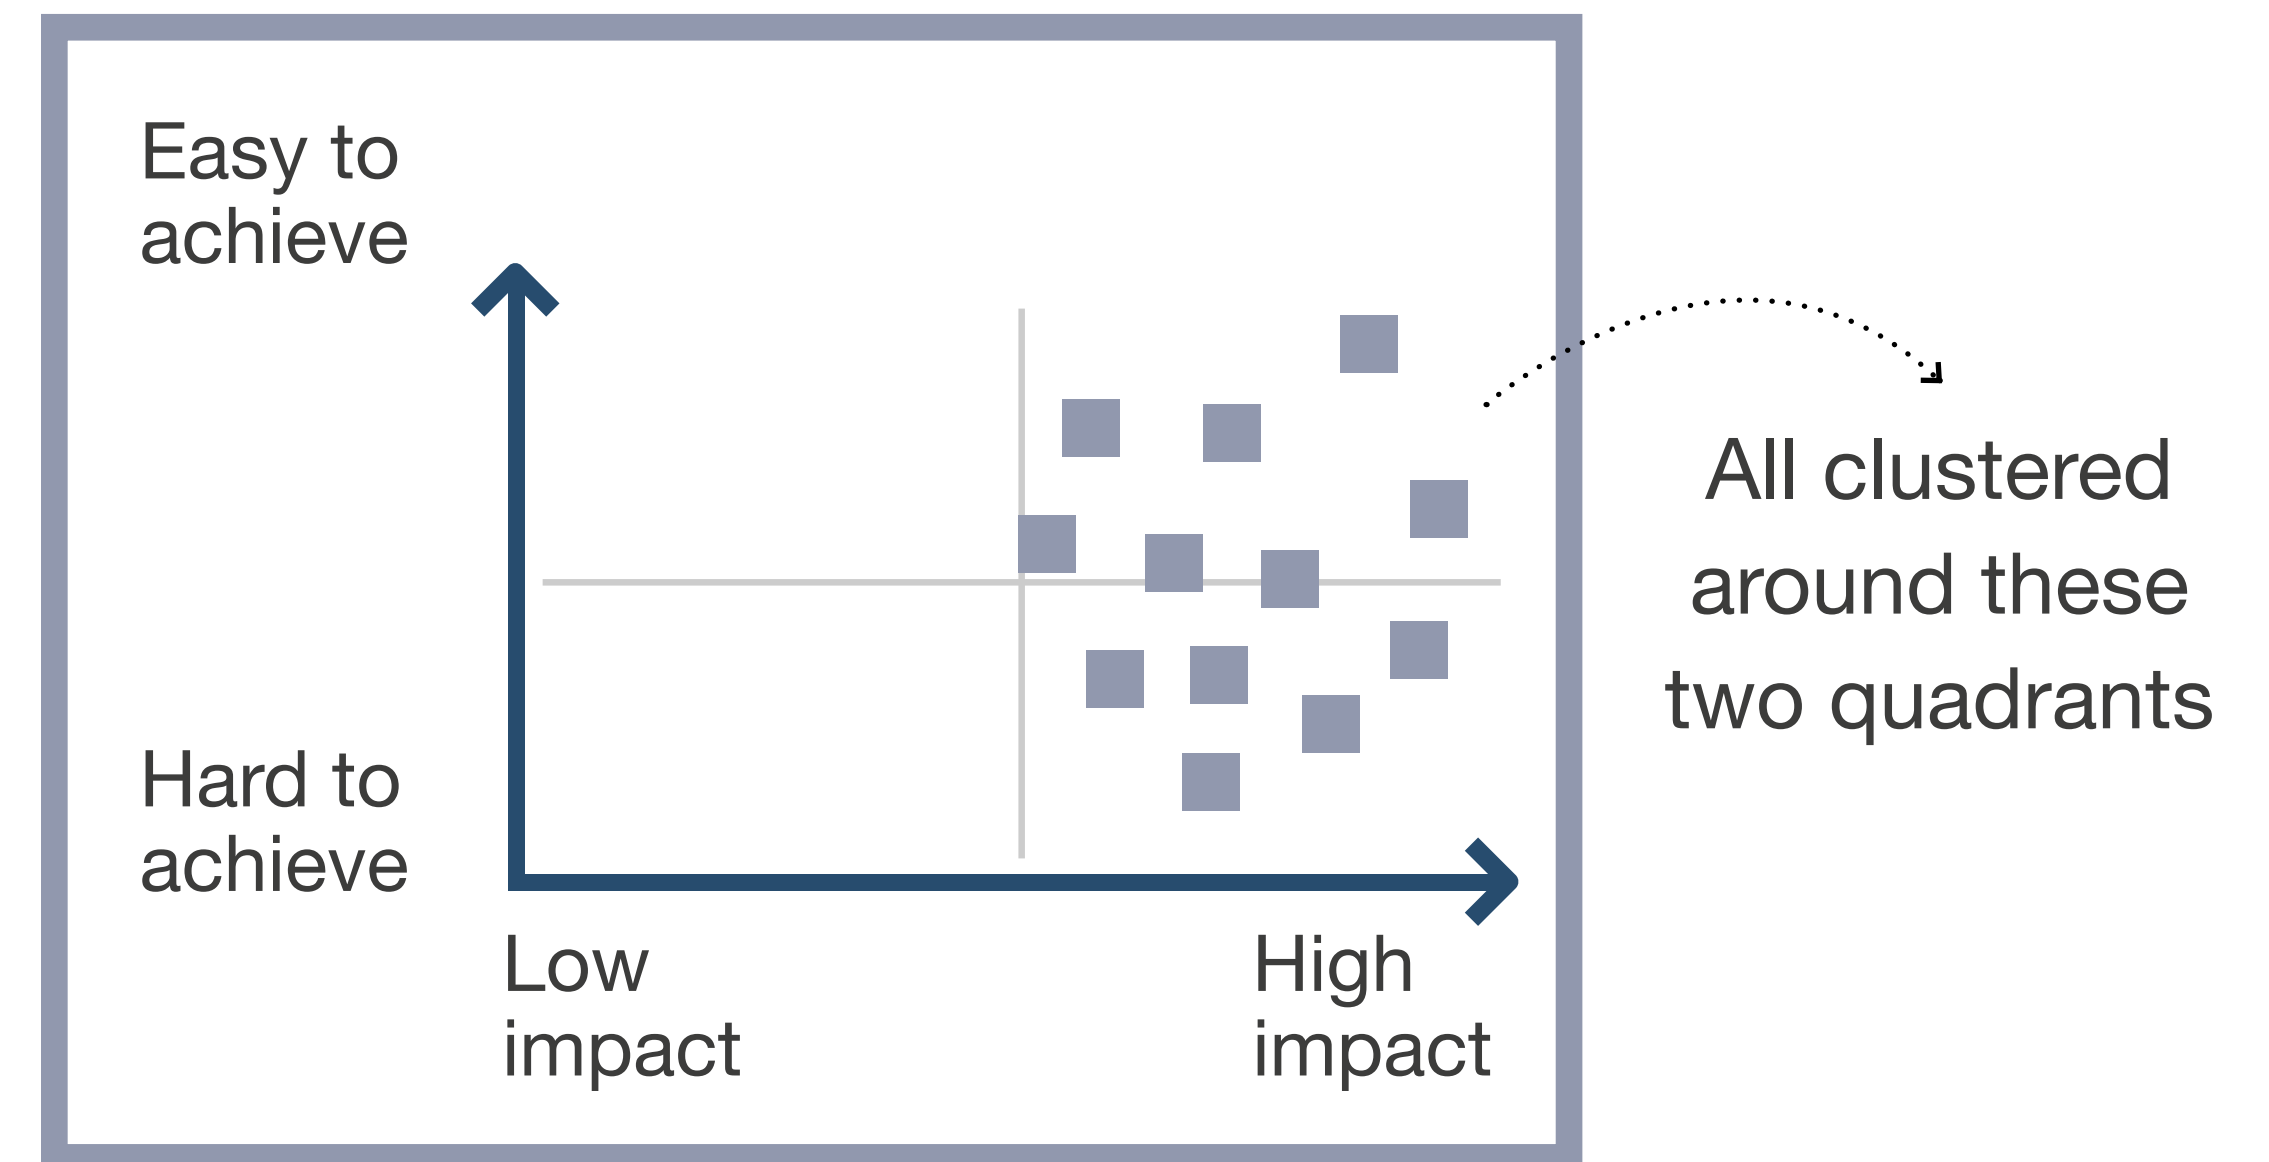 Easy to
achieve
All clustered
around these
two quadrants
Hard to
achieve
Low
impact
High
impact